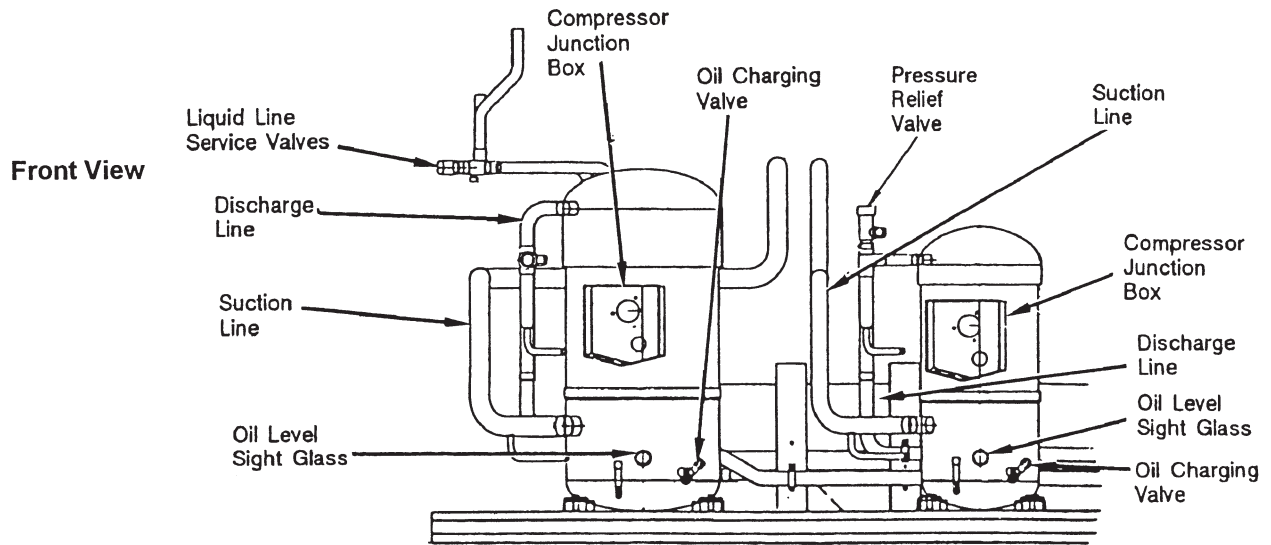 Compressor
Junction
Box
Oil Charging
Valve
Pressure
Relief
Valve
Suction
Line
Liquid Line
Service Valves
Front View
Discharge
Line
Compressor
Junction
Box
Suction
Line
Discharge
Line
Oil Level
Sight Glass
Oil Level
Sight Glass
Oil Charging
Valve